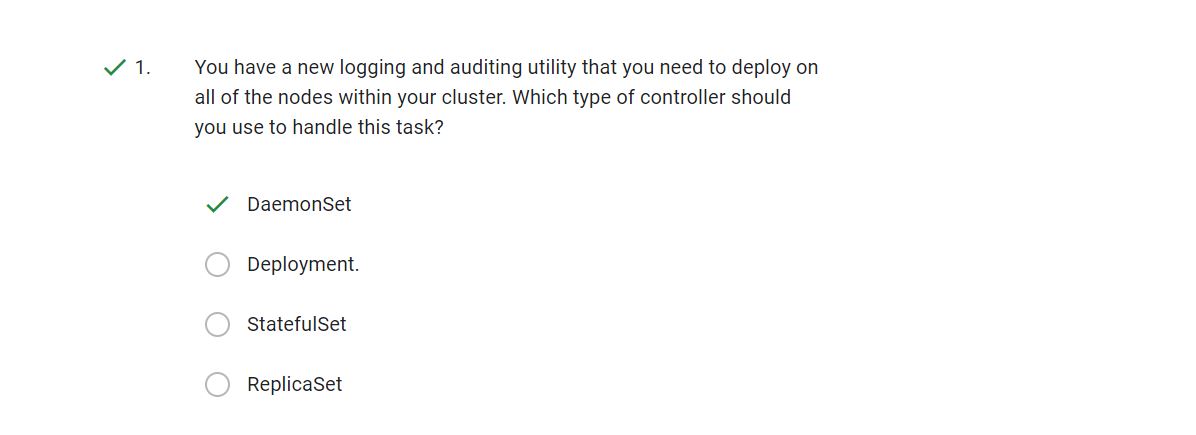 1. You have a new logging and auditing utility that you need to deploy on
all of the nodes within your cluster. Which type of controller should
you use to handle this task?
DaemonSet
Deployment.
StatefulSet
ReplicaSet